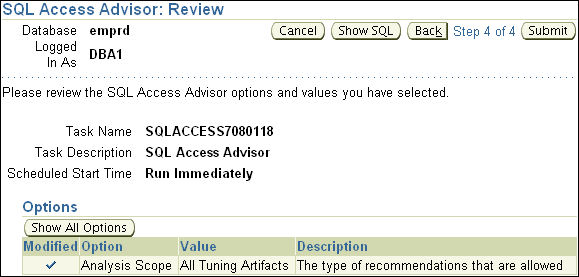 SQL Access Advisor: Review
Database emprd
Logged In As DBA1
Cancel Show SQL Back Step 4 of 4 Submit
Please review the SQL Access Advisor options and values you have selected.
Task Name SQLACCESS7080118
Task Description SQL Access Advisor
Scheduled Start Time Run Immediately
Options
Show All Options
Modified Option Value Description
Analysis Scope All Tuning Artifacts The type of recommendations that are allowed